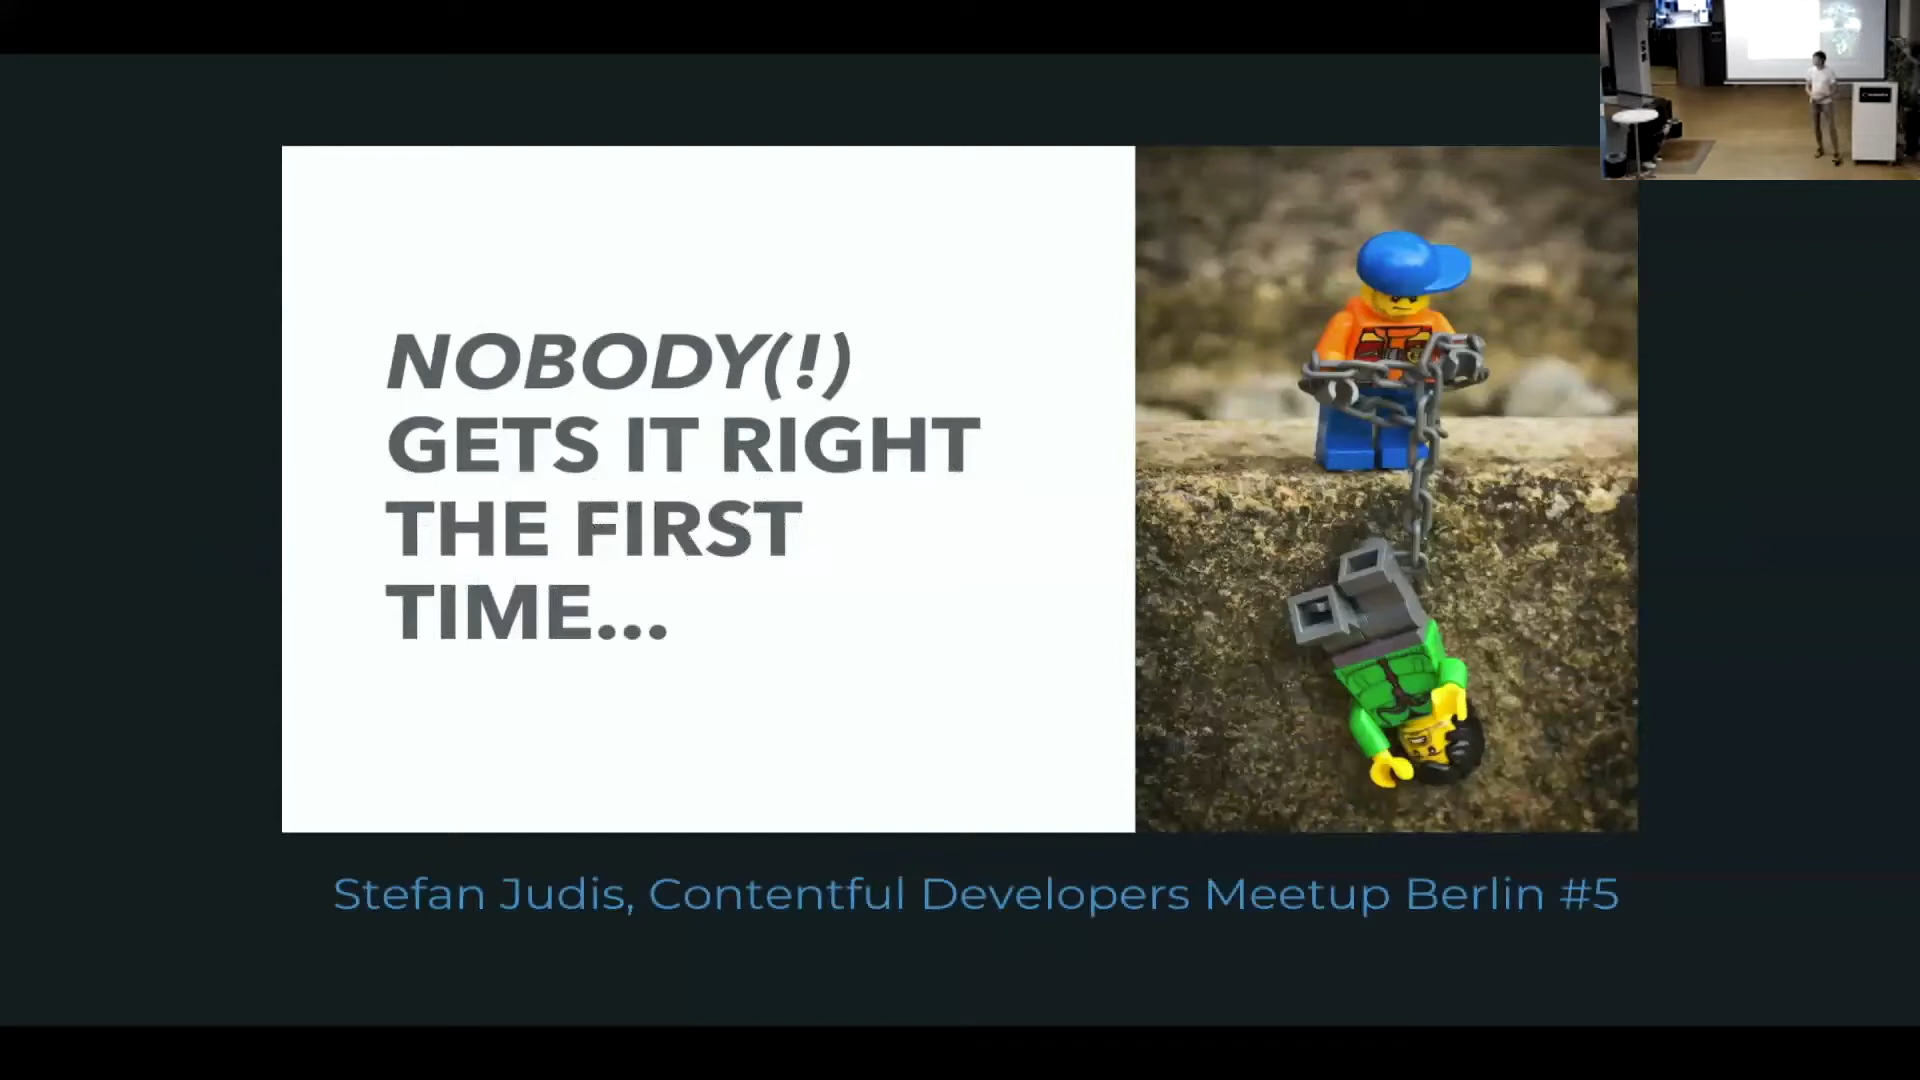 NOBODY(!)
GETS IT RIGHT
THE FIRST
TIME...
Stefan Judis, Contentful Developers Meetup Berlin #5